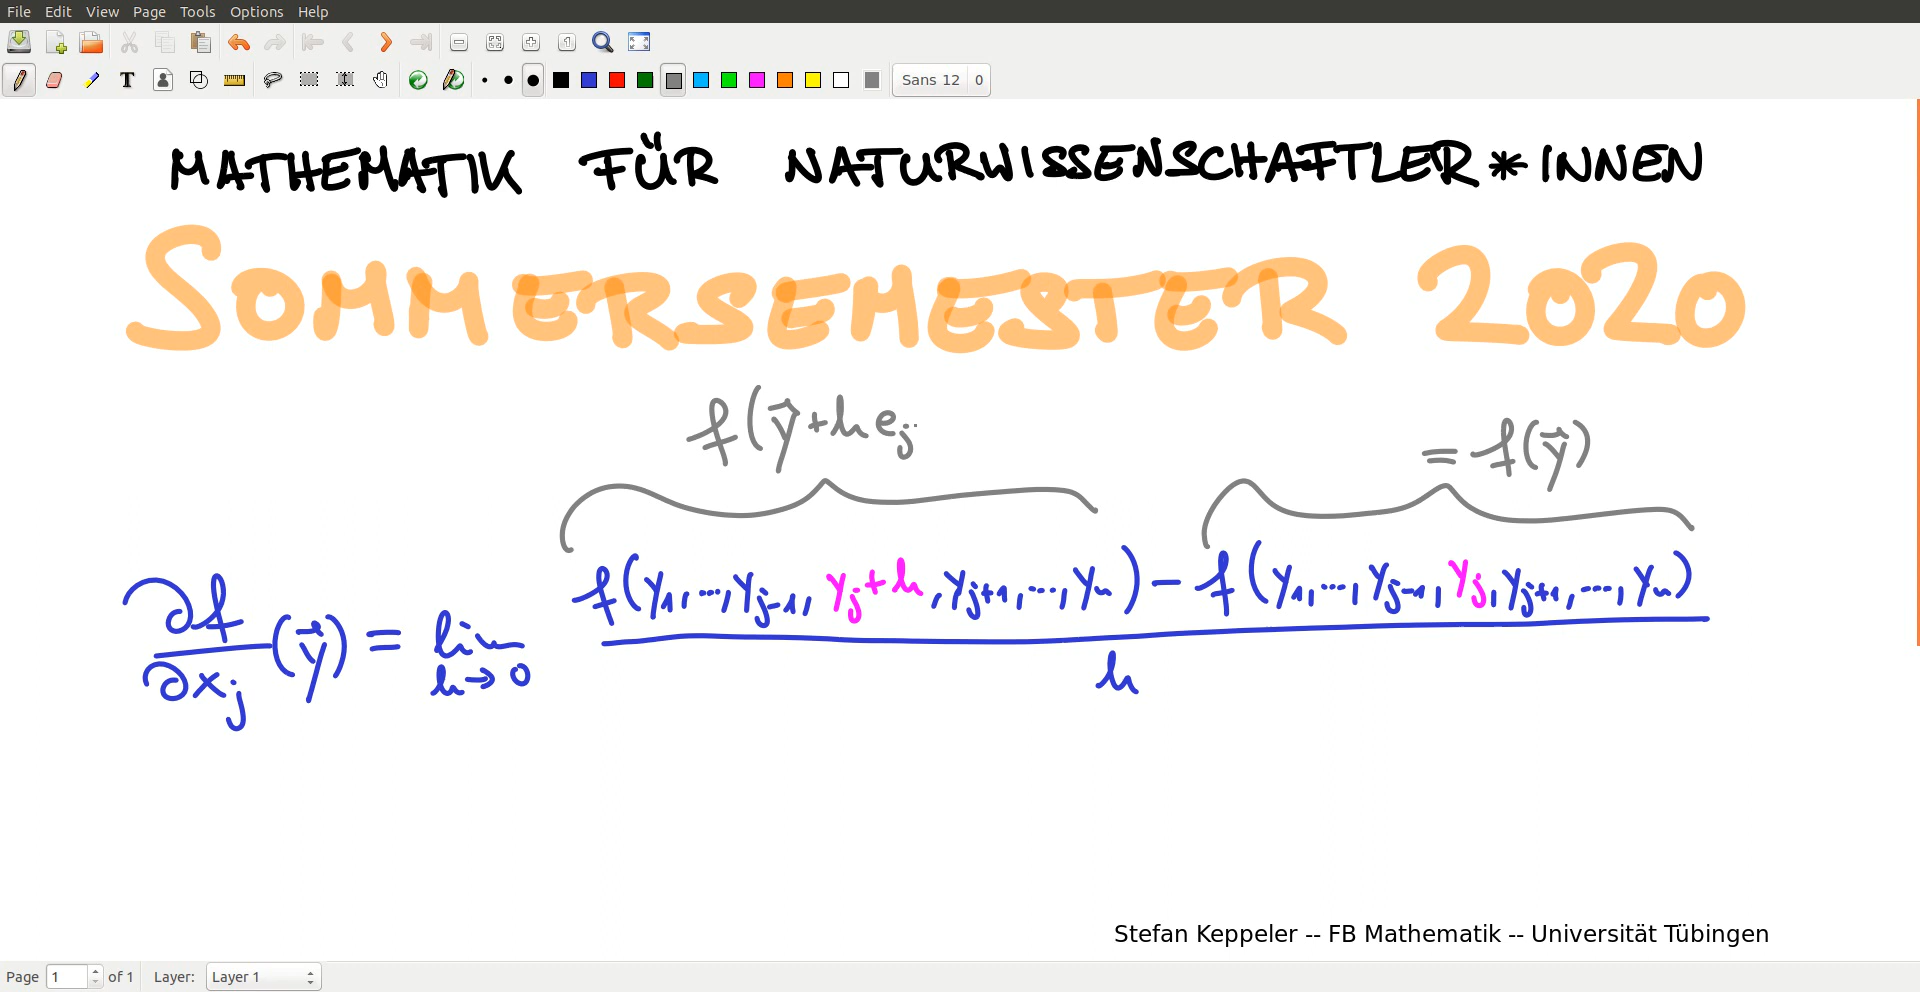 File Edit View Page Tools Options Help
Sans 12 0
MATHEMATIK FÜR NATURWISSENSCHAFTLER*INNEN
SOMMERSEMESTER 2020
f(y⃗+h e_j
= f(y⃗)
∂f/∂x_j (y⃗) = lim_{h→0} (f(y_1, ..., y_{j-1}, y_j+h, y_{j+1}, ..., y_n) − f(y_1, ..., y_{j-1}, y_j, y_{j+1}, ..., y_n)) / h
Stefan Keppeler -- FB Mathematik -- Universität Tübingen
Page 1 of 1 Layer: Layer 1